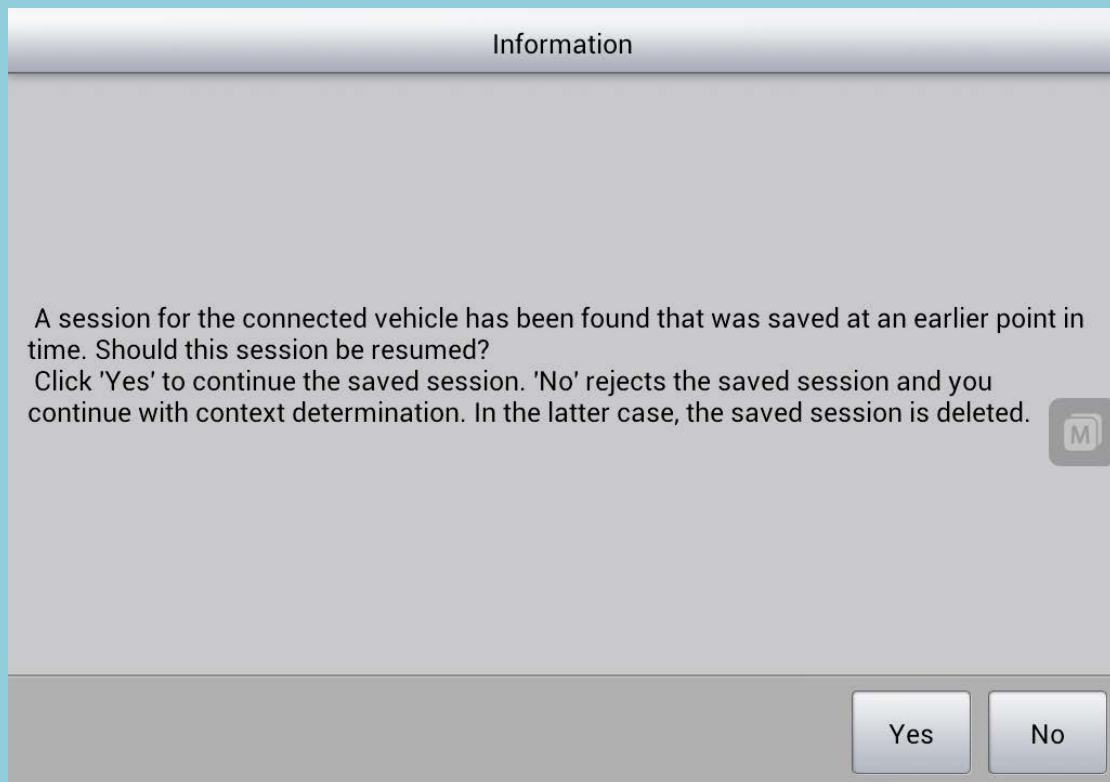 Information
A session for the connected vehicle has been found that was saved at an earlier point in
time. Should this session be resumed?
Click 'Yes' to continue the saved session. 'No' rejects the saved session and you
continue with context determination. In the latter case, the saved session is deleted.
M
Yes No